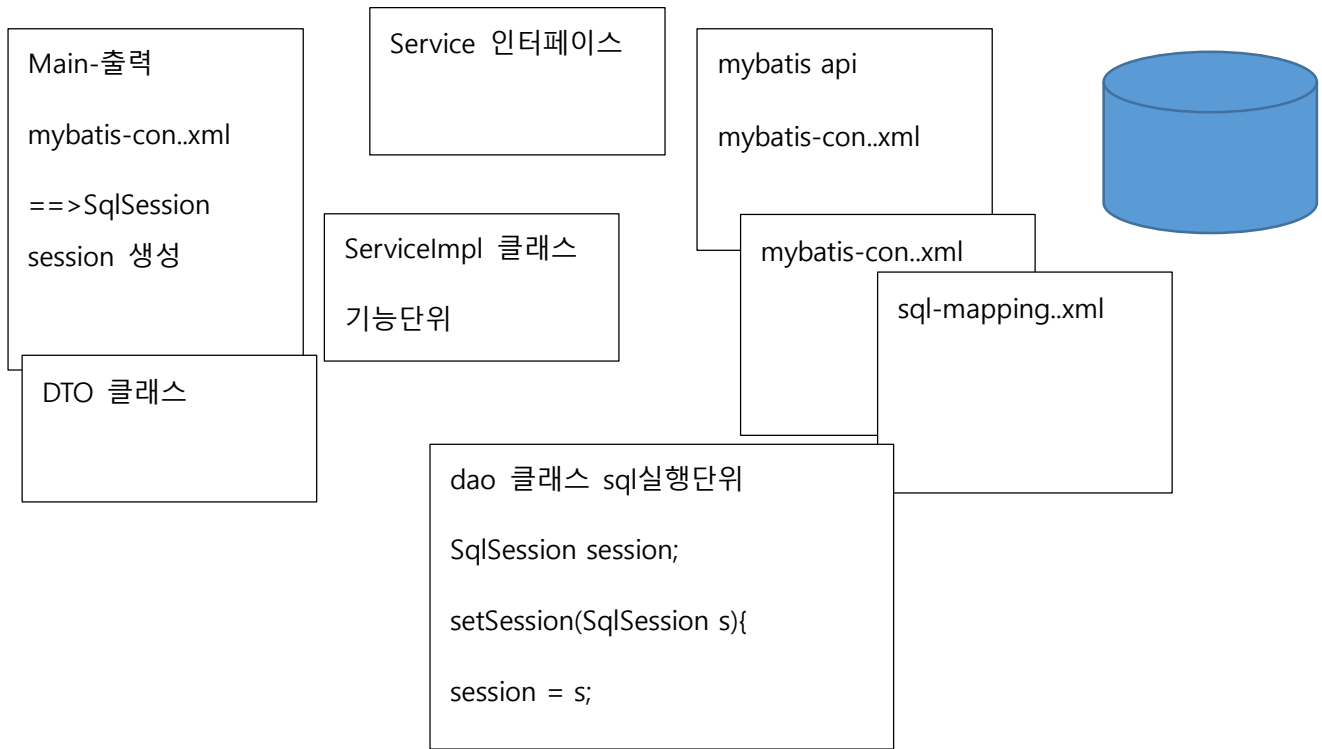 Main-출력
mybatis-con..xml
==>SqlSession
session 생성
DTO 클래스
Service 인터페이스
ServiceImpl 클래스
기능단위
mybatis api
mybatis-con..xml
mybatis-con..xml
sql-mapping..xml
dao 클래스 sql실행단위
SqlSession session;
setSession(SqlSession s){
session = s;